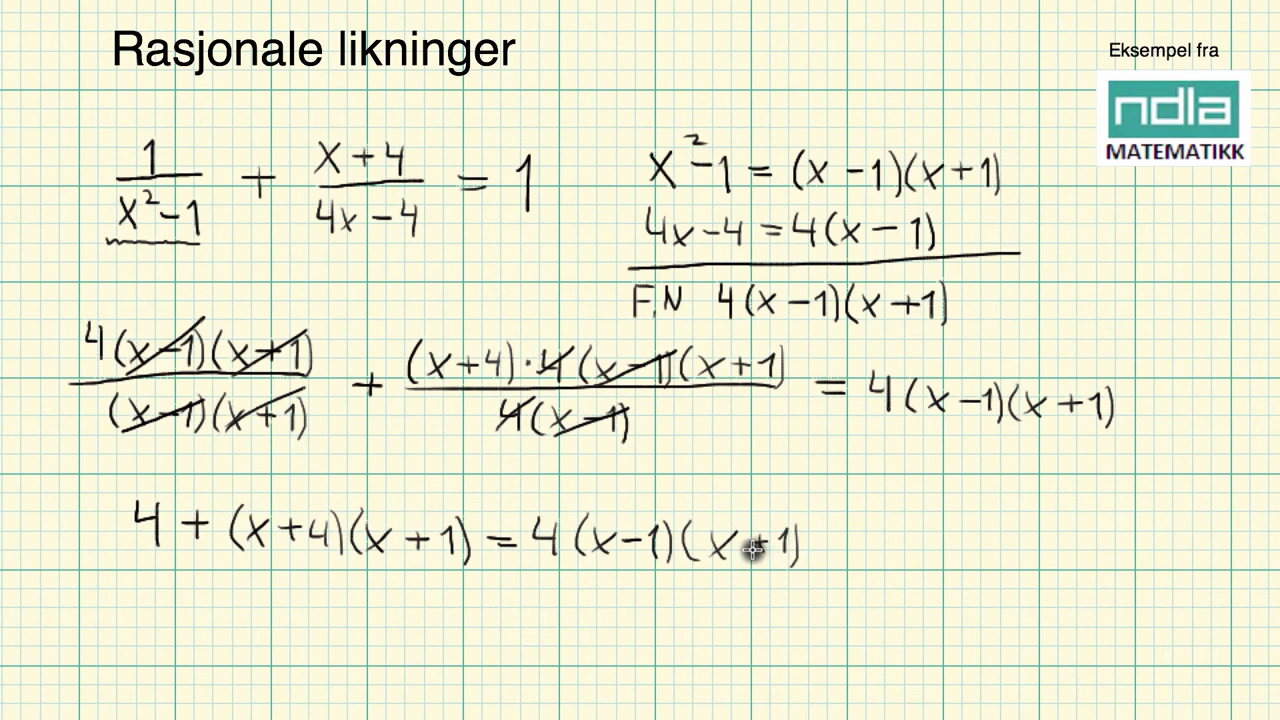 Rasjonale likninger
Eksempel fra
ndla
MATEMATIKK
1/(x²-1) + (x+4)/(4x-4) = 1
x²-1 = (x-1)(x+1)
4x-4 = 4(x-1)
F.N 4(x-1)(x+1)
4(x-1)(x+1)/((x-1)(x+1)) + (x+4)·4(x-1)(x+1)/(4(x-1)) = 4(x-1)(x+1)
4 + (x+4)(x+1) = 4(x-1)(x+1)